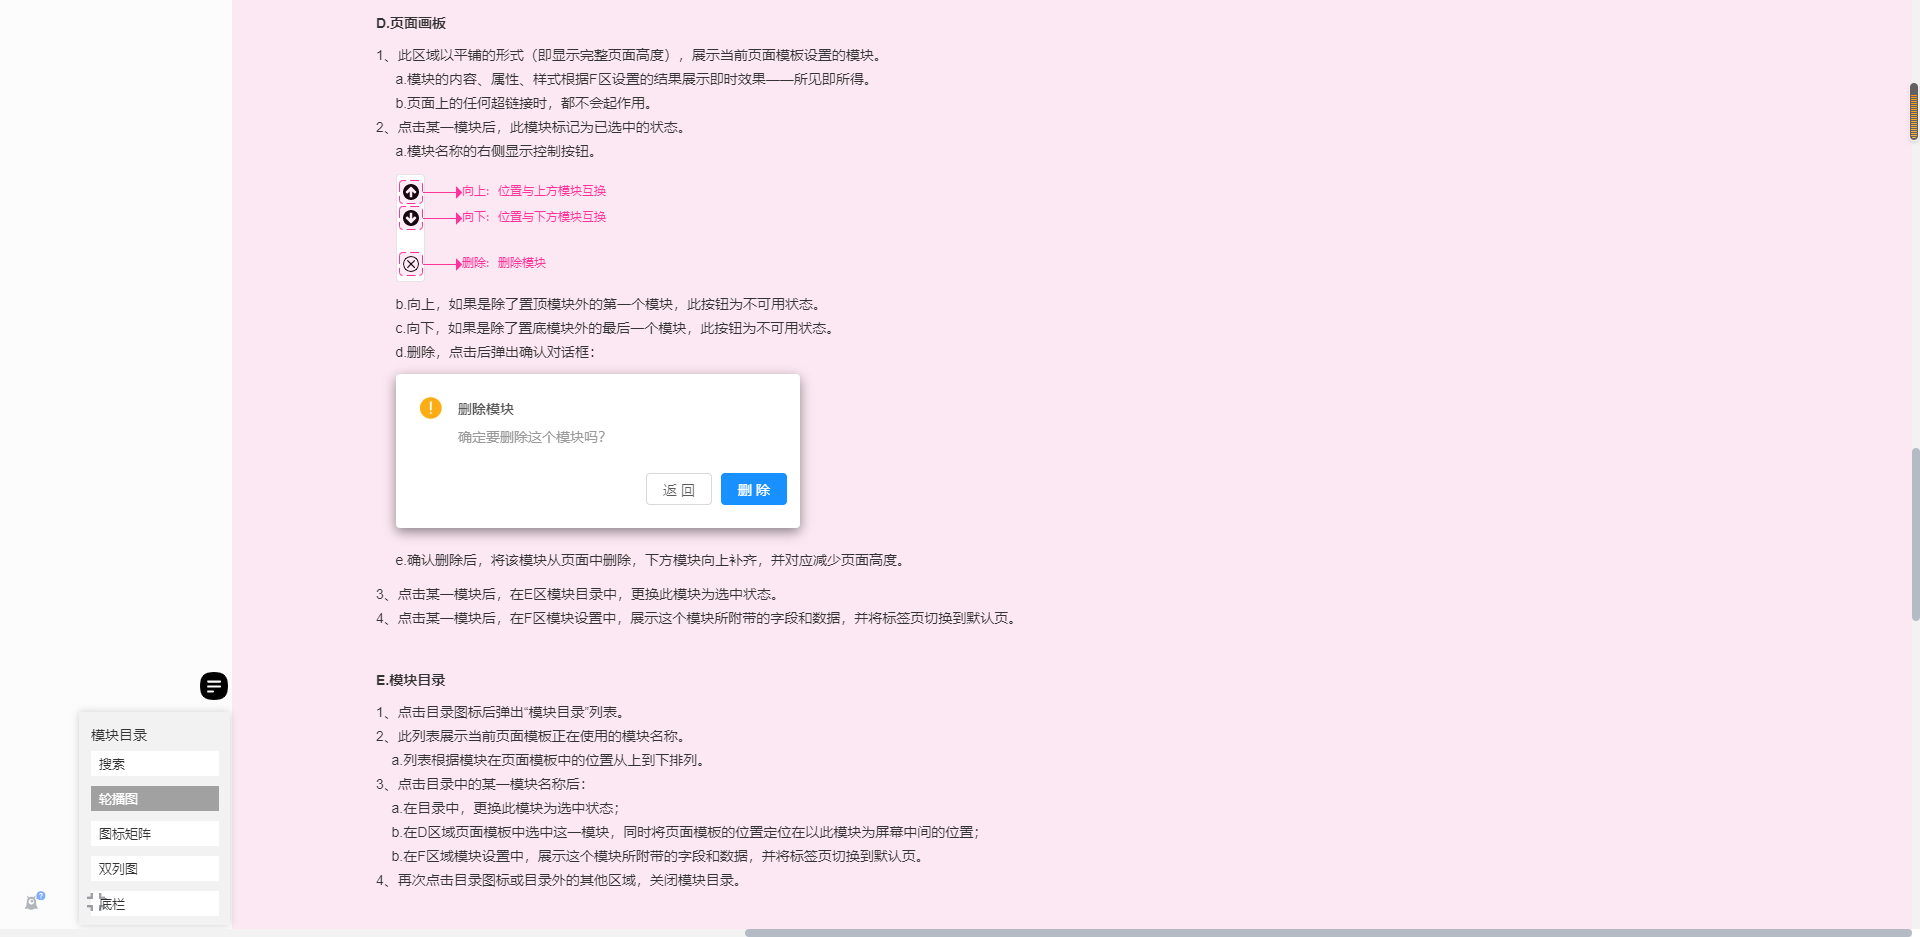 D.页面画板
1、此区域以平铺的形式（即显示完整页面高度），展示当前页面模板设置的模块。
a.模块的内容、属性、样式根据F区设置的结果展示即时效果——所见即所得。
b.页面上的任何超链接时，都不会起作用。
2、点击某一模块后，此模块标记为已选中的状态。
a.模块名称的右侧显示控制按钮。
向上：位置与上方模块互换
向下：位置与下方模块互换
删除：删除模块
b.向上，如果是除了置顶模块外的第一个模块，此按钮为不可用状态。
c.向下，如果是除了置底模块外的最后一个模块，此按钮为不可用状态。
d.删除，点击后弹出确认对话框：
删除模块
确定要删除这个模块吗?
返 回
删 除
e.确认删除后，将该模块从页面中删除，下方模块向上补齐，并对应减少页面高度。
3、点击某一模块后，在E区模块目录中，更换此模块为选中状态。
4、点击某一模块后，在F区模块设置中，展示这个模块所附带的字段和数据，并将标签页切换到默认页。
E.模块目录
1、点击目录图标后弹出“模块目录”列表。
2、此列表展示当前页面模板正在使用的模块名称。
a.列表根据模块在页面模板中的位置从上到下排列。
3、点击目录中的某一模块名称后：
a.在目录中，更换此模块为选中状态；
b.在D区域页面模板中选中这一模块，同时将页面模板的位置定位在以此模块为屏幕中间的位置；
b.在F区域模块设置中，展示这个模块所附带的字段和数据，并将标签页切换到默认页。
4、再次点击目录图标或目录外的其他区域，关闭模块目录。
模块目录
搜索
轮播图
图标矩阵
双列图
底栏